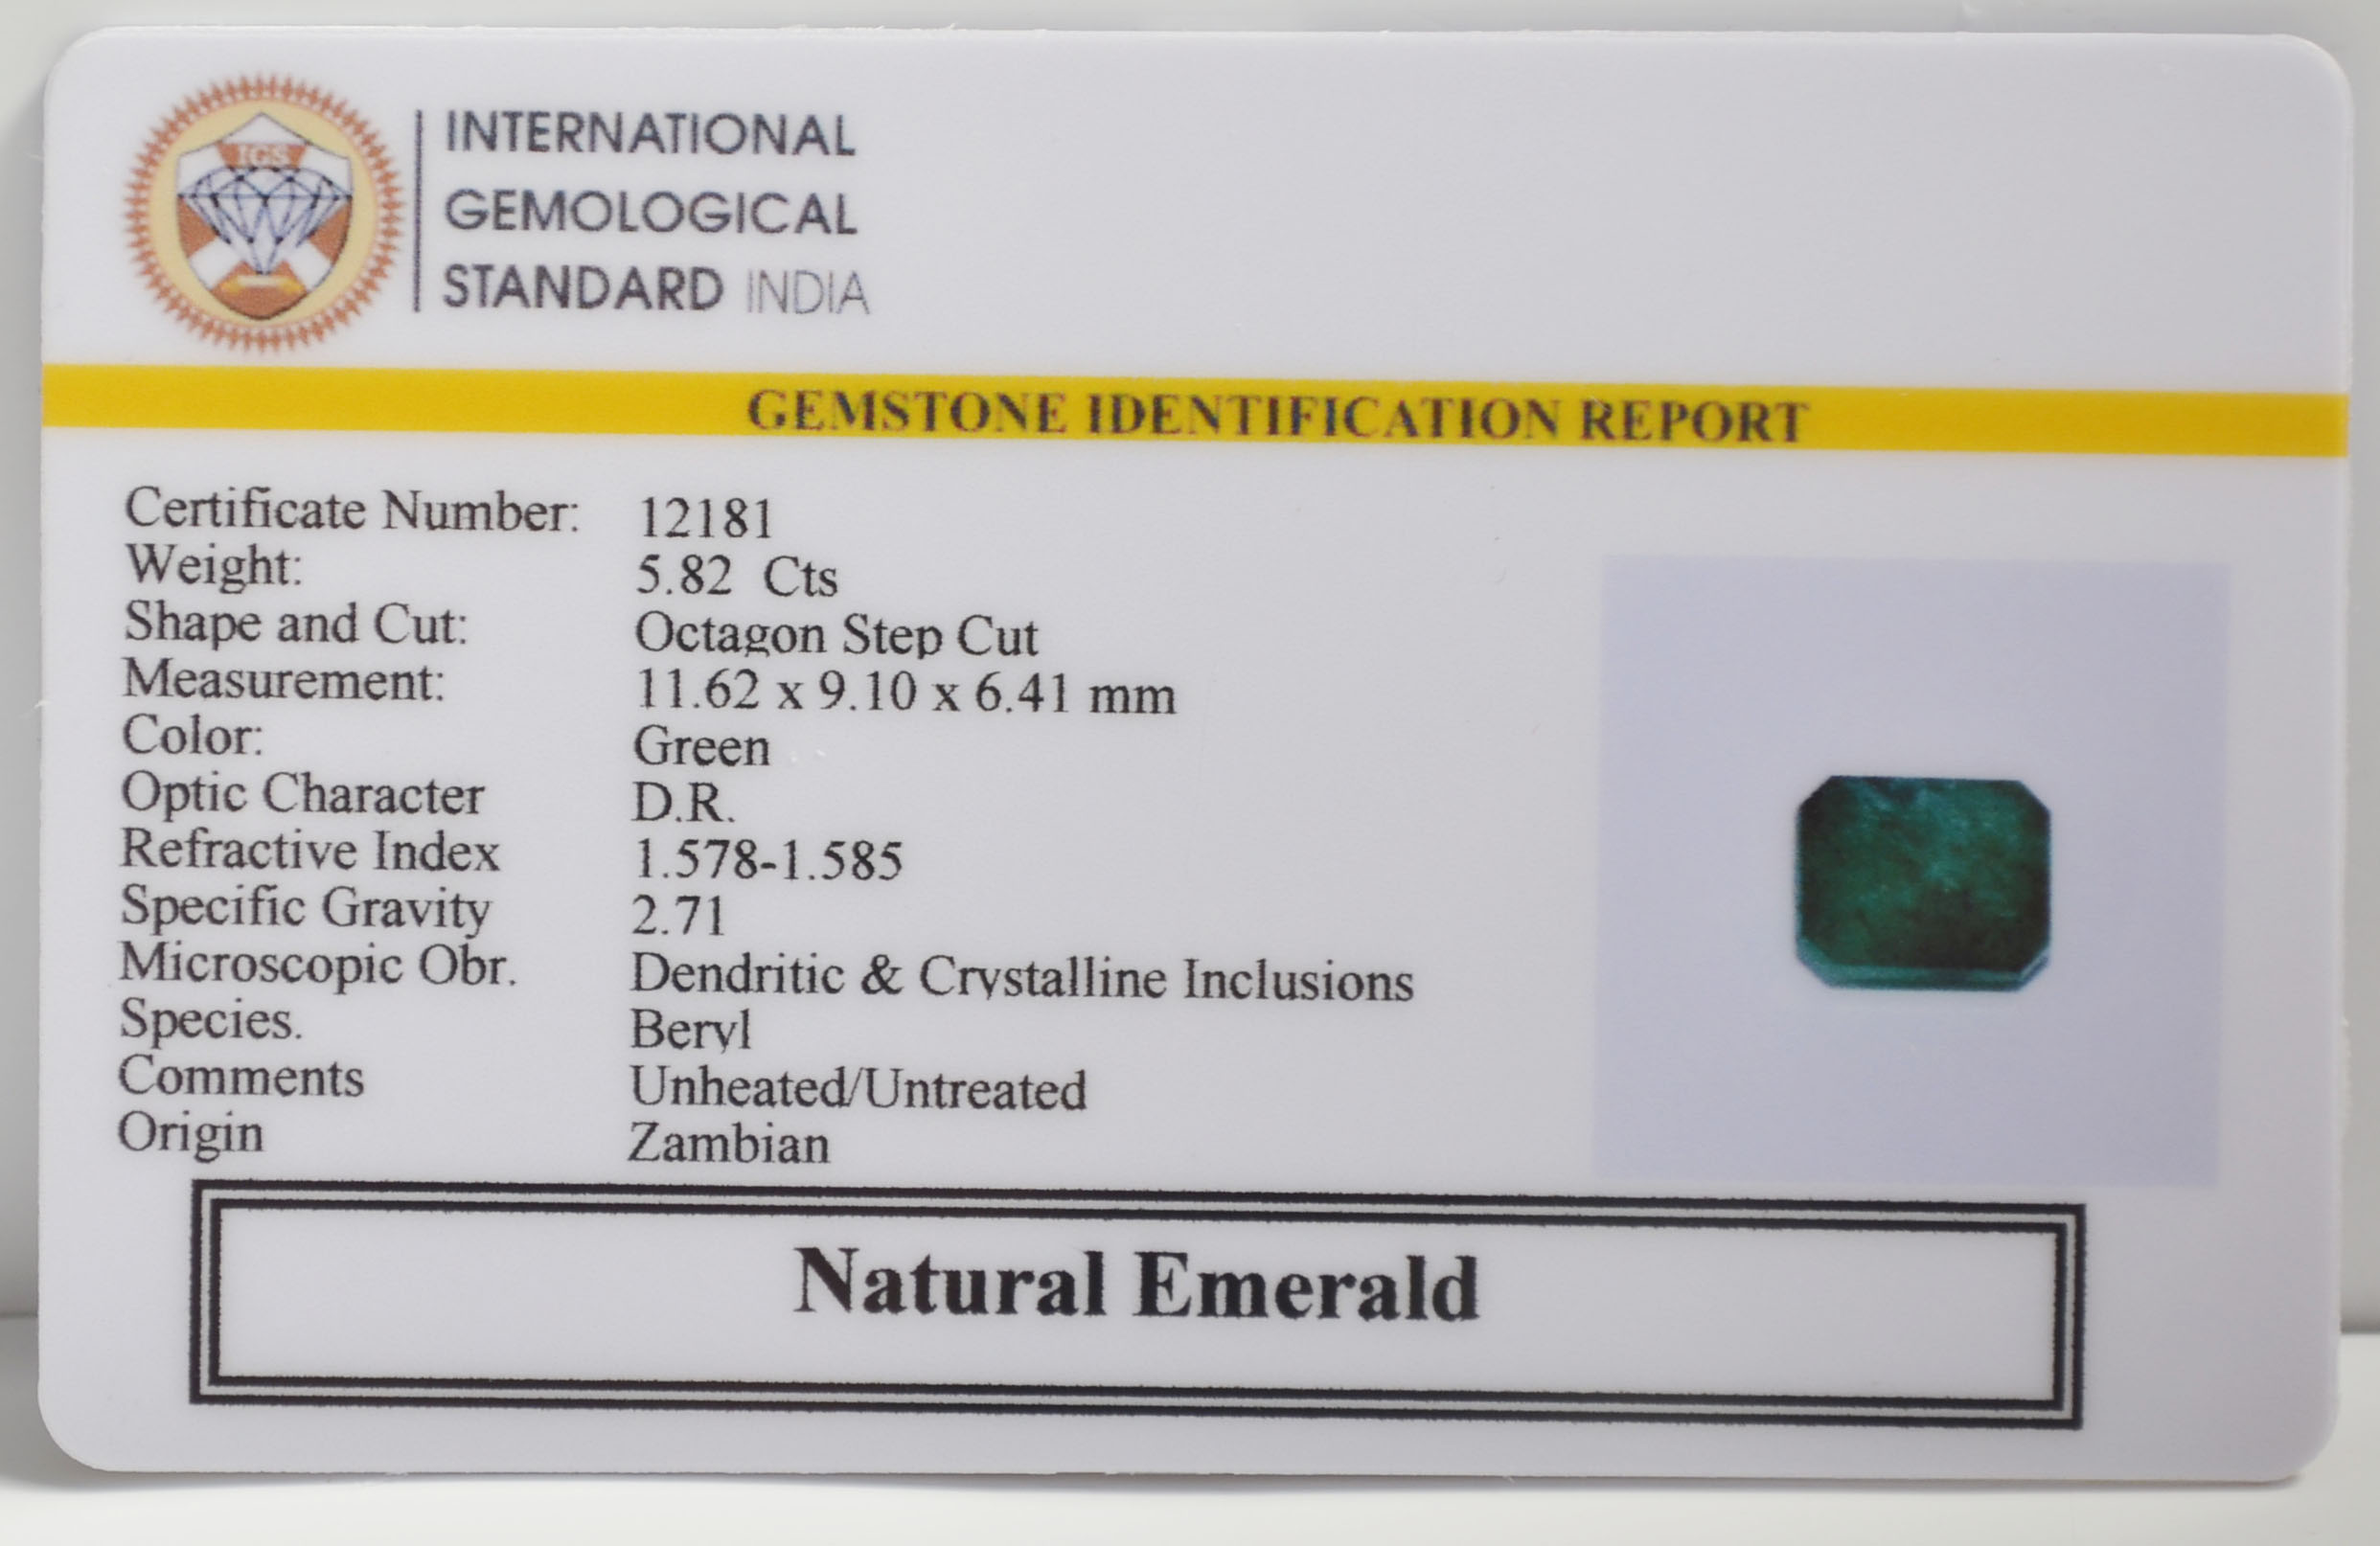 IGS
INTERNATIONAL
GEMOLOGICAL
STANDARD INDIA
GEMSTONE IDENTIFICATION REPORT
Certificate Number: 12181
Weight: 5.82 Cts
Shape and Cut: Octagon Step Cut
Measurement: 11.62 x 9.10 x 6.41 mm
Color: Green
Optic Character D.R.
Refractive Index 1.578-1.585
Specific Gravity 2.71
Microscopic Obr. Dendritic & Crystalline Inclusions
Species. Beryl
Comments Unheated/Untreated
Origin Zambian
Natural Emerald